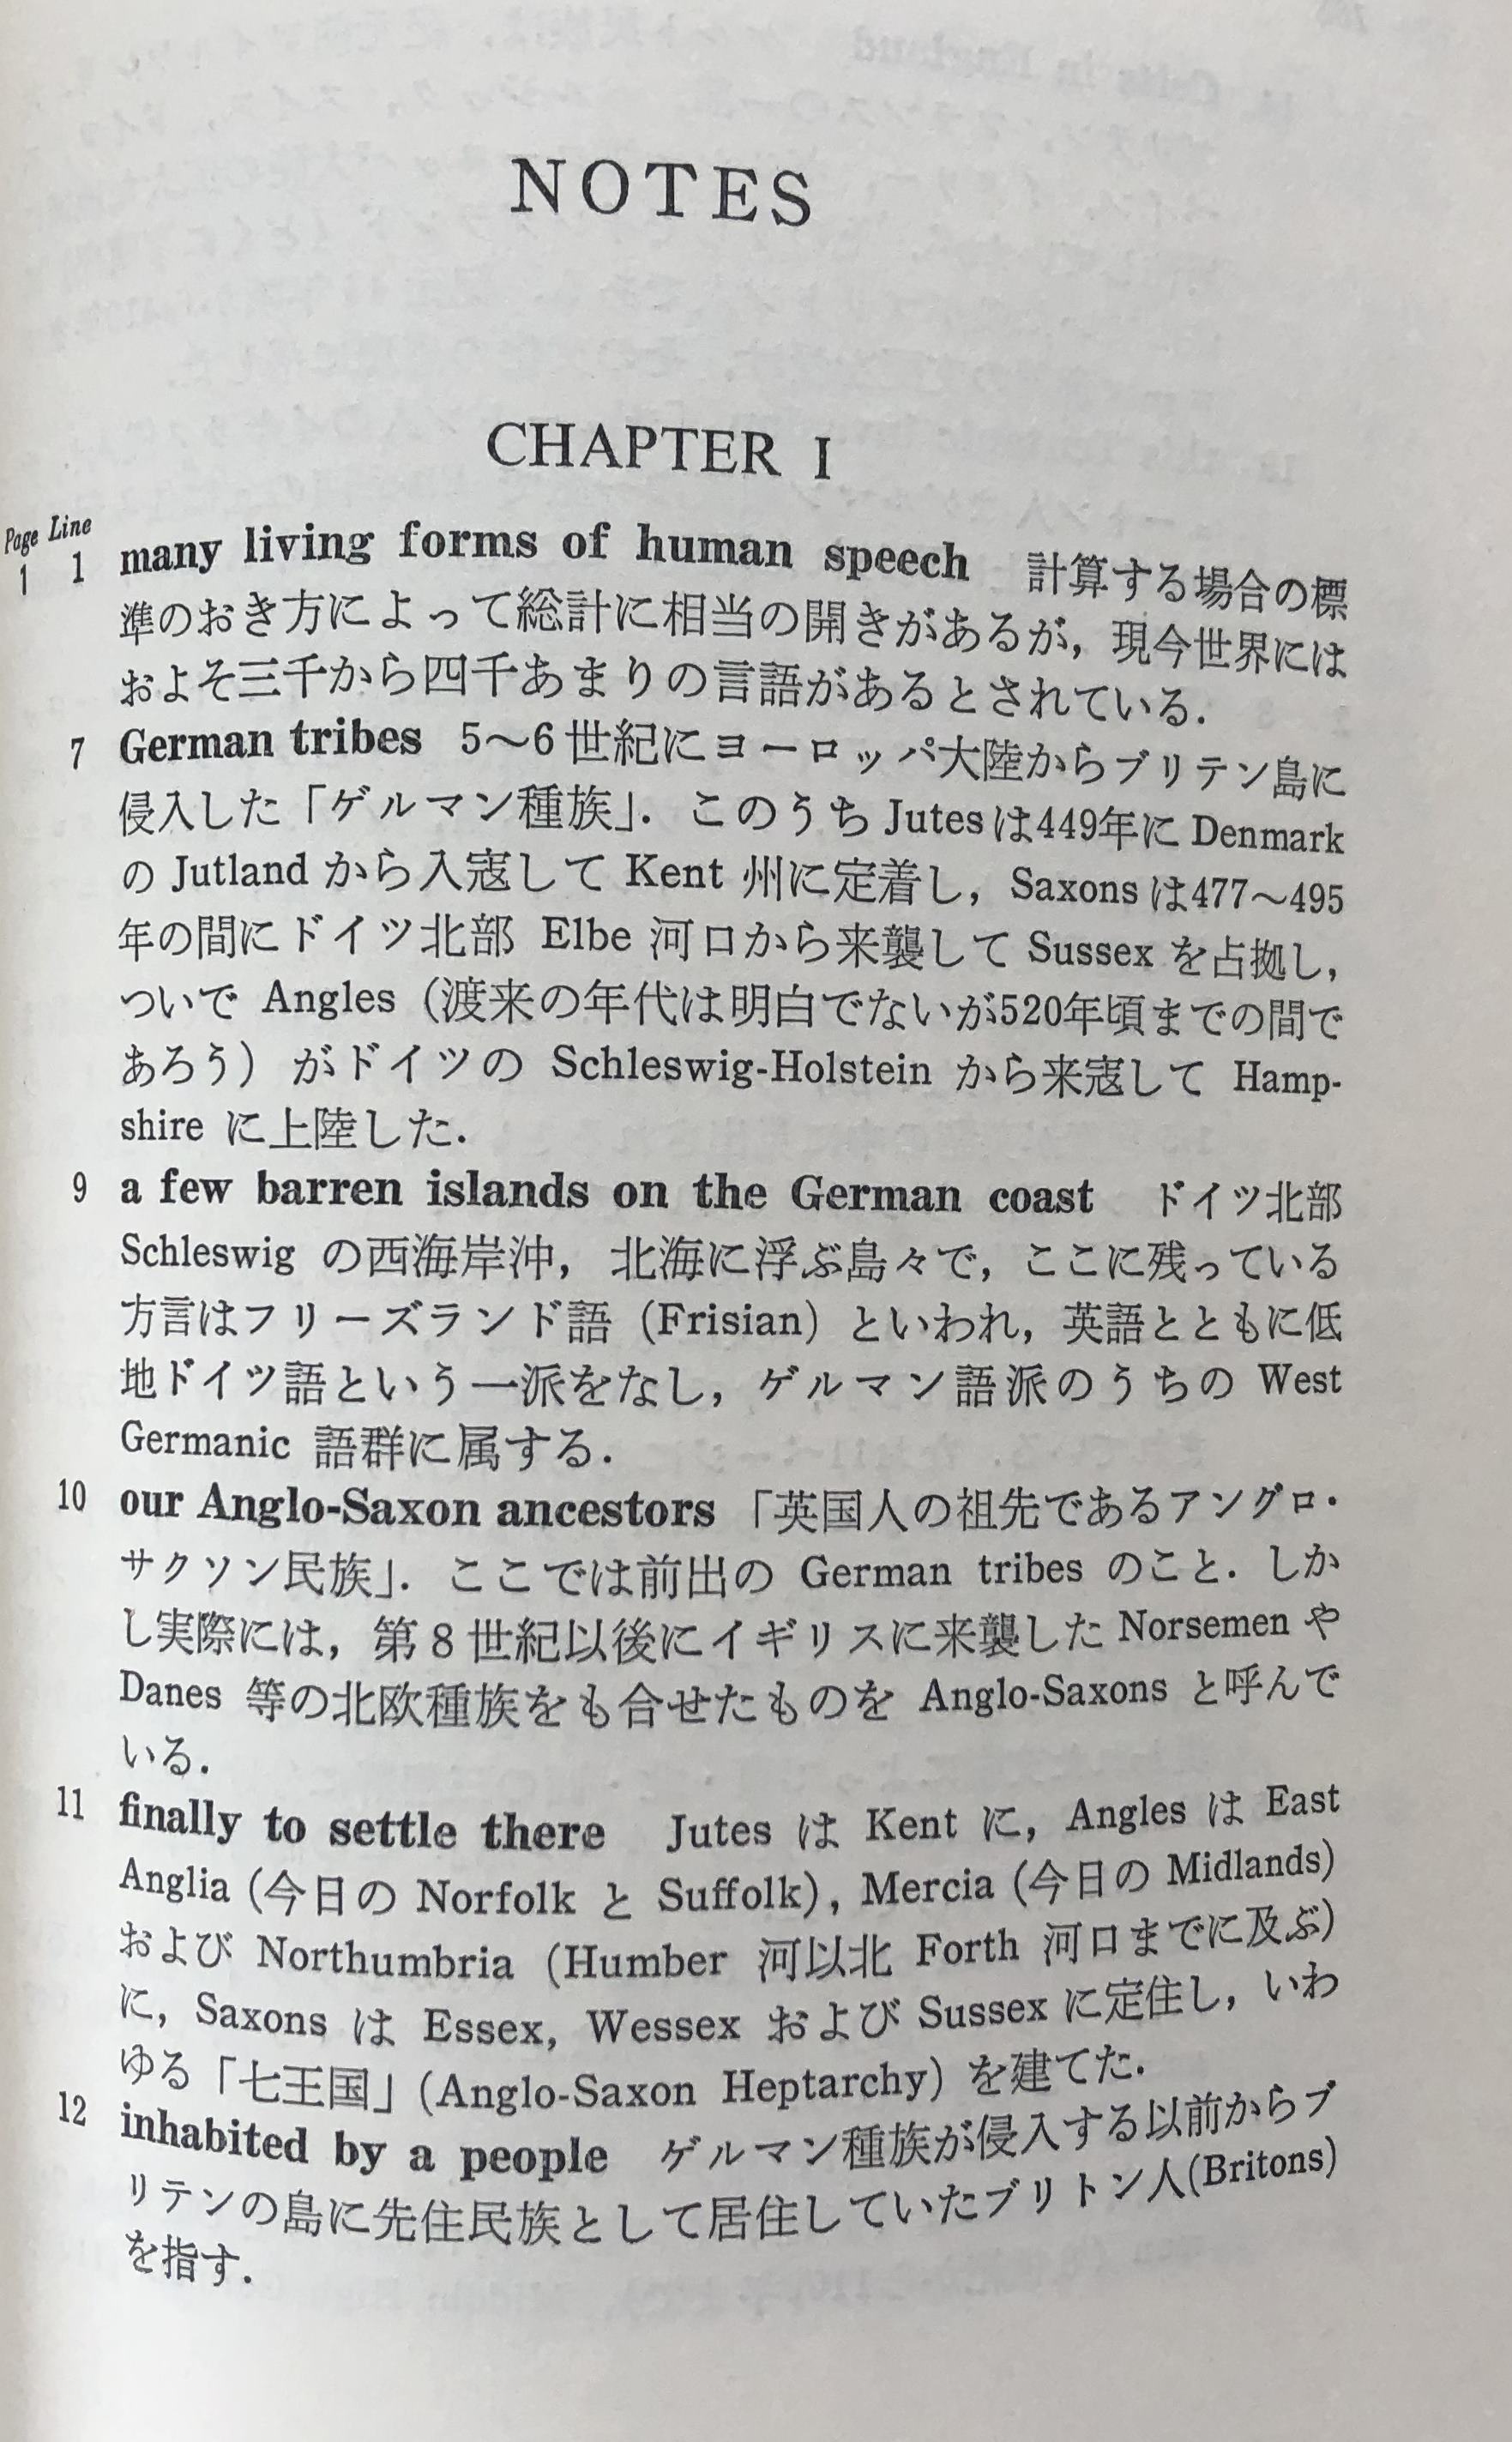 NOTES
CHAPTER I
Page Line
1 1 many living forms of human speech 計算する場合の標
準のおき方によって総計に相当の開きがあるが，現今世界には
およそ三千から四千あまりの言語があるとされている．
7 German tribes 5～6世紀にヨーロッパ大陸からブリテン島に
侵入した「ゲルマン種族」．このうち Jutes は449年に Denmark
の Jutland から入寇して Kent 州に定着し，Saxons は477～495
年の間にドイツ北部 Elbe 河口から来襲して Sussex を占拠し，
ついで Angles（渡来の年代は明白でないが520年頃までの間で
あろう）がドイツの Schleswig-Holstein から来寇して Hamp-
shire に上陸した．
9 a few barren islands on the German coast ドイツ北部
Schleswig の西海岸沖，北海に浮ぶ島々で，ここに残っている
方言はフリーズランド語（Frisian）といわれ，英語とともに低
地ドイツ語という一派をなし，ゲルマン語派のうちの West
Germanic 語群に属する．
10 our Anglo-Saxon ancestors「英国人の祖先であるアングロ・
サクソン民族」．ここでは前出の German tribes のこと．しか
し実際には，第8世紀以後にイギリスに来襲した Norsemen や
Danes 等の北欧種族をも合せたものを Anglo-Saxons と呼んで
いる．
11 finally to settle there Jutes は Kent に，Angles は East
Anglia（今日の Norfolk と Suffolk），Mercia（今日の Midlands）
および Northumbria（Humber 河以北 Forth 河口までに及ぶ）
に，Saxons は Essex, Wessex および Sussex に定住し，いわ
ゆる「七王国」（Anglo-Saxon Heptarchy）を建てた．
12 inhabited by a people ゲルマン種族が侵入する以前からブ
リテンの島に先住民族として居住していたブリトン人（Britons）
を指す．